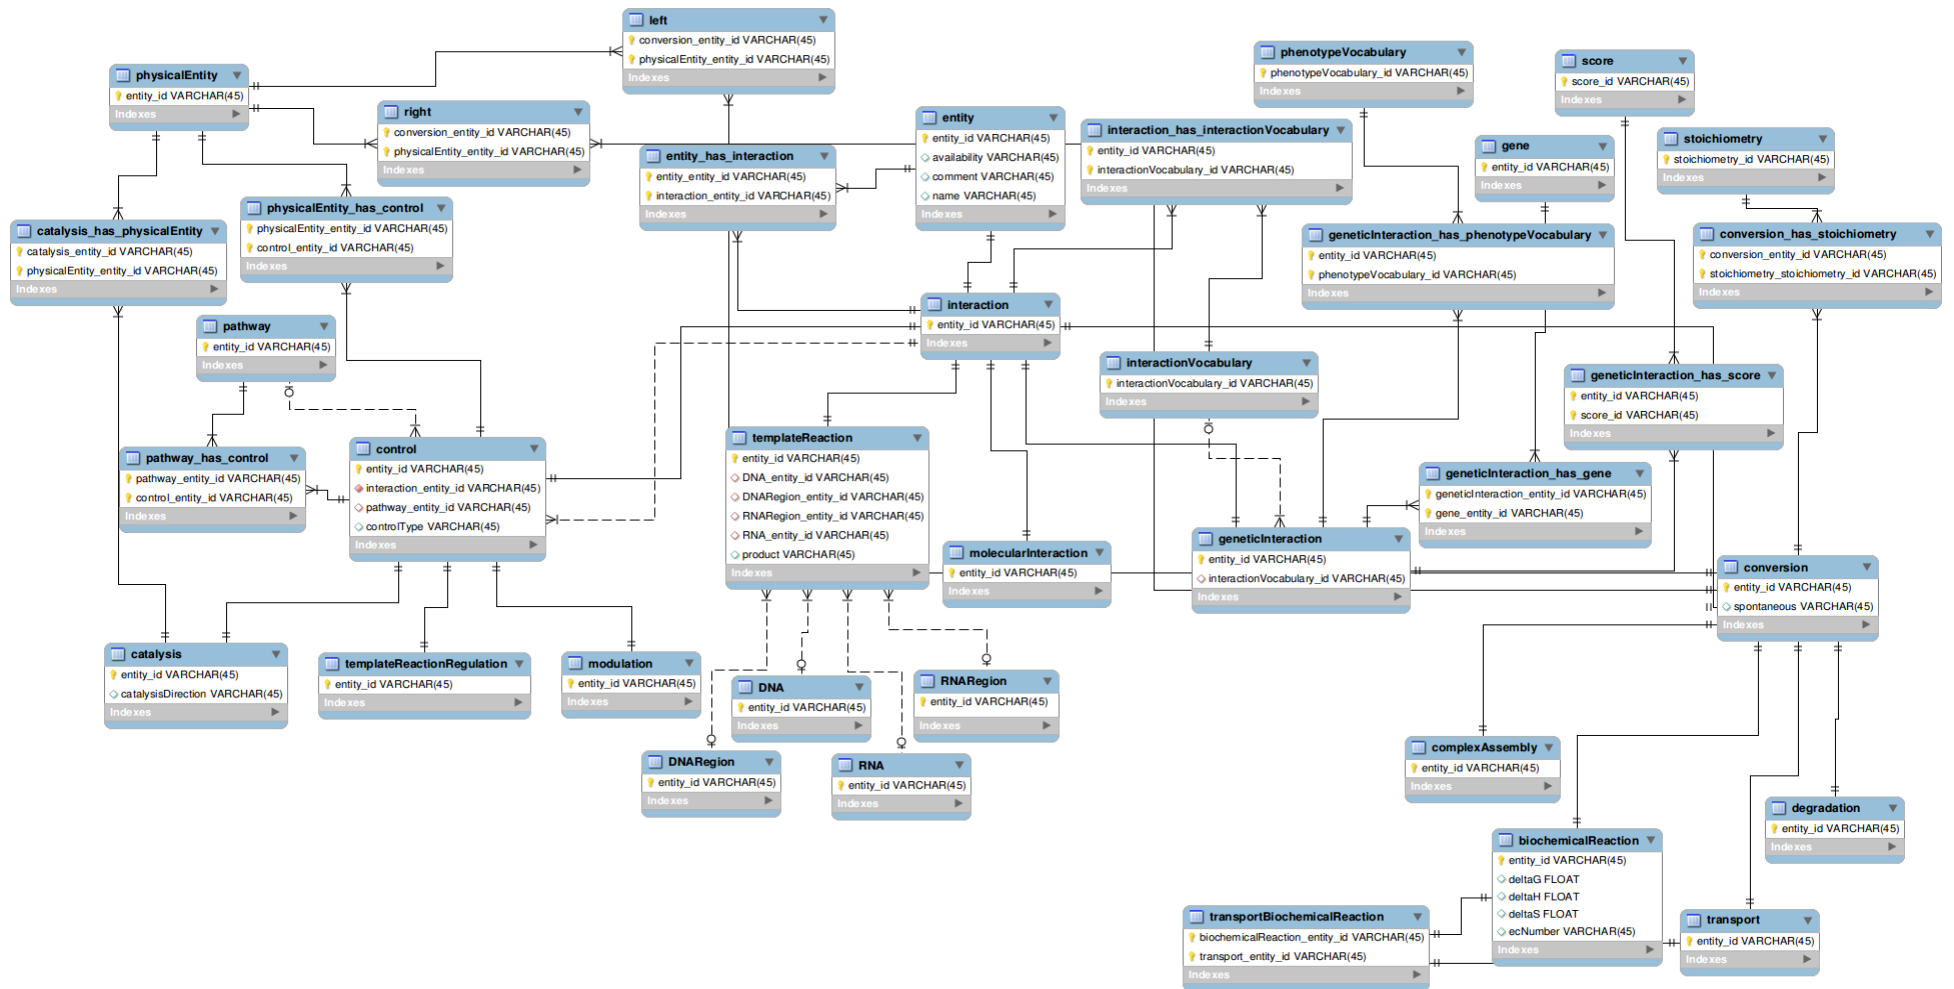 left
conversion_entity_id VARCHAR(45)
physicalEntity_entity_id VARCHAR(45)
Indexes
physicalEntity
entity_id VARCHAR(45)
Indexes
right
conversion_entity_id VARCHAR(45)
physicalEntity_entity_id VARCHAR(45)
Indexes
entity_has_interaction
entity_entity_id VARCHAR(45)
interaction_entity_id VARCHAR(45)
Indexes
entity
entity_id VARCHAR(45)
availability VARCHAR(45)
comment VARCHAR(45)
name VARCHAR(45)
Indexes
interaction_has_interactionVocabulary
entity_id VARCHAR(45)
interactionVocabulary_id VARCHAR(45)
Indexes
phenotypeVocabulary
phenotypeVocabulary_id VARCHAR(45)
Indexes
score
score_id VARCHAR(45)
Indexes
gene
entity_id VARCHAR(45)
Indexes
stoichiometry
stoichiometry_id VARCHAR(45)
Indexes
catalysis_has_physicalEntity
catalysis_entity_id VARCHAR(45)
physicalEntity_entity_id VARCHAR(45)
Indexes
physicalEntity_has_control
physicalEntity_entity_id VARCHAR(45)
control_entity_id VARCHAR(45)
Indexes
geneticInteraction_has_phenotypeVocabulary
entity_id VARCHAR(45)
phenotypeVocabulary_id VARCHAR(45)
Indexes
conversion_has_stoichiometry
conversion_entity_id VARCHAR(45)
stoichiometry_stoichiometry_id VARCHAR(45)
Indexes
pathway
entity_id VARCHAR(45)
Indexes
interaction
entity_id VARCHAR(45)
Indexes
interactionVocabulary
interactionVocabulary_id VARCHAR(45)
Indexes
geneticInteraction_has_score
entity_id VARCHAR(45)
score_id VARCHAR(45)
Indexes
pathway_has_control
pathway_entity_id VARCHAR(45)
control_entity_id VARCHAR(45)
Indexes
control
entity_id VARCHAR(45)
interaction_entity_id VARCHAR(45)
pathway_entity_id VARCHAR(45)
controlType VARCHAR(45)
Indexes
templateReaction
entity_id VARCHAR(45)
DNA_entity_id VARCHAR(45)
DNARegion_entity_id VARCHAR(45)
RNARegion_entity_id VARCHAR(45)
RNA_entity_id VARCHAR(45)
product VARCHAR(45)
Indexes
geneticInteraction_has_gene
geneticInteraction_entity_id VARCHAR(45)
gene_entity_id VARCHAR(45)
Indexes
molecularInteraction
entity_id VARCHAR(45)
Indexes
geneticInteraction
entity_id VARCHAR(45)
interactionVocabulary_id VARCHAR(45)
Indexes
conversion
entity_id VARCHAR(45)
spontaneous VARCHAR(45)
Indexes
catalysis
entity_id VARCHAR(45)
catalysisDirection VARCHAR(45)
Indexes
templateReactionRegulation
entity_id VARCHAR(45)
Indexes
modulation
entity_id VARCHAR(45)
Indexes
DNA
entity_id VARCHAR(45)
Indexes
RNARegion
entity_id VARCHAR(45)
Indexes
DNARegion
entity_id VARCHAR(45)
Indexes
RNA
entity_id VARCHAR(45)
Indexes
complexAssembly
entity_id VARCHAR(45)
Indexes
degradation
entity_id VARCHAR(45)
Indexes
biochemicalReaction
entity_id VARCHAR(45)
deltaG FLOAT
deltaH FLOAT
deltaS FLOAT
ecNumber VARCHAR(45)
Indexes
transportBiochemicalReaction
biochemicalReaction_entity_id VARCHAR(45)
transport_entity_id VARCHAR(45)
Indexes
transport
entity_id VARCHAR(45)
Indexes